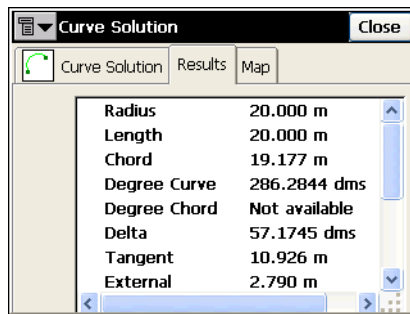 Curve Solution Close
Curve Solution Results Map
Radius 20.000 m
Length 20.000 m
Chord 19.177 m
Degree Curve 286.2844 dms
Degree Chord Not available
Delta 57.1745 dms
Tangent 10.926 m
External 2.790 m